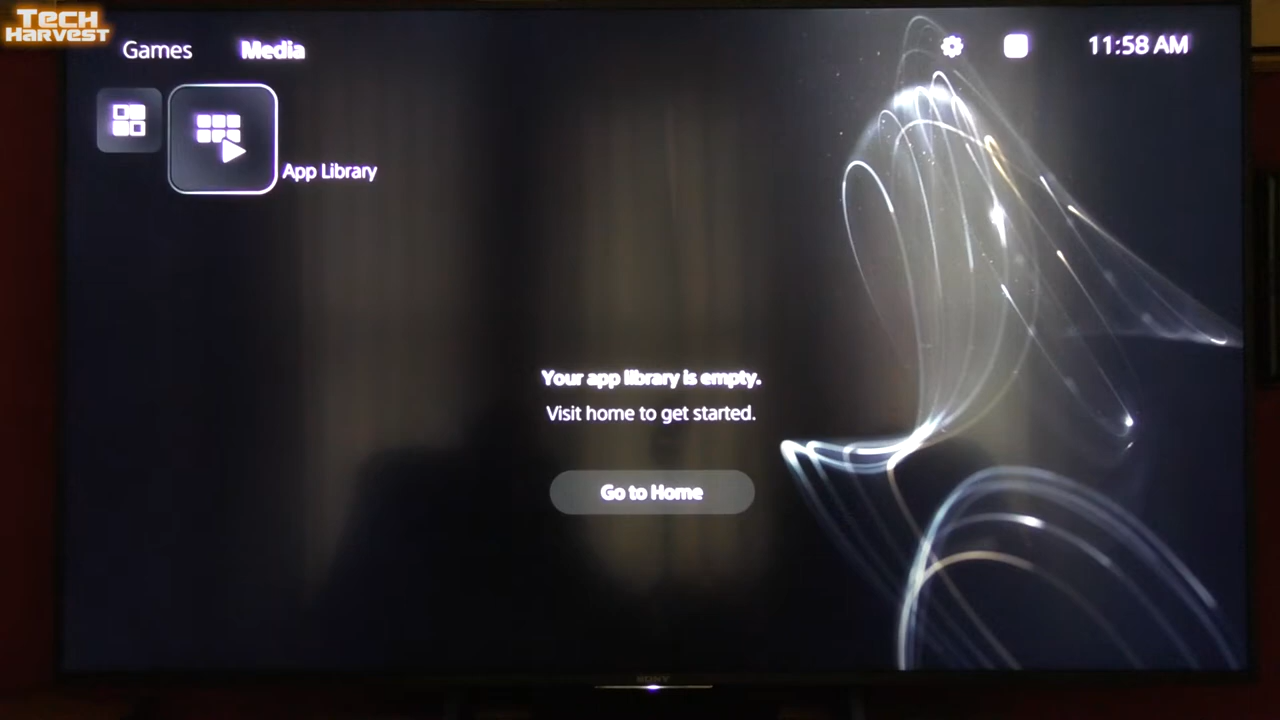 Tech
Harvest
Games
Media
11:58 AM
App Library
Your app library is empty.
Visit home to get started.
Go to Home
SONY